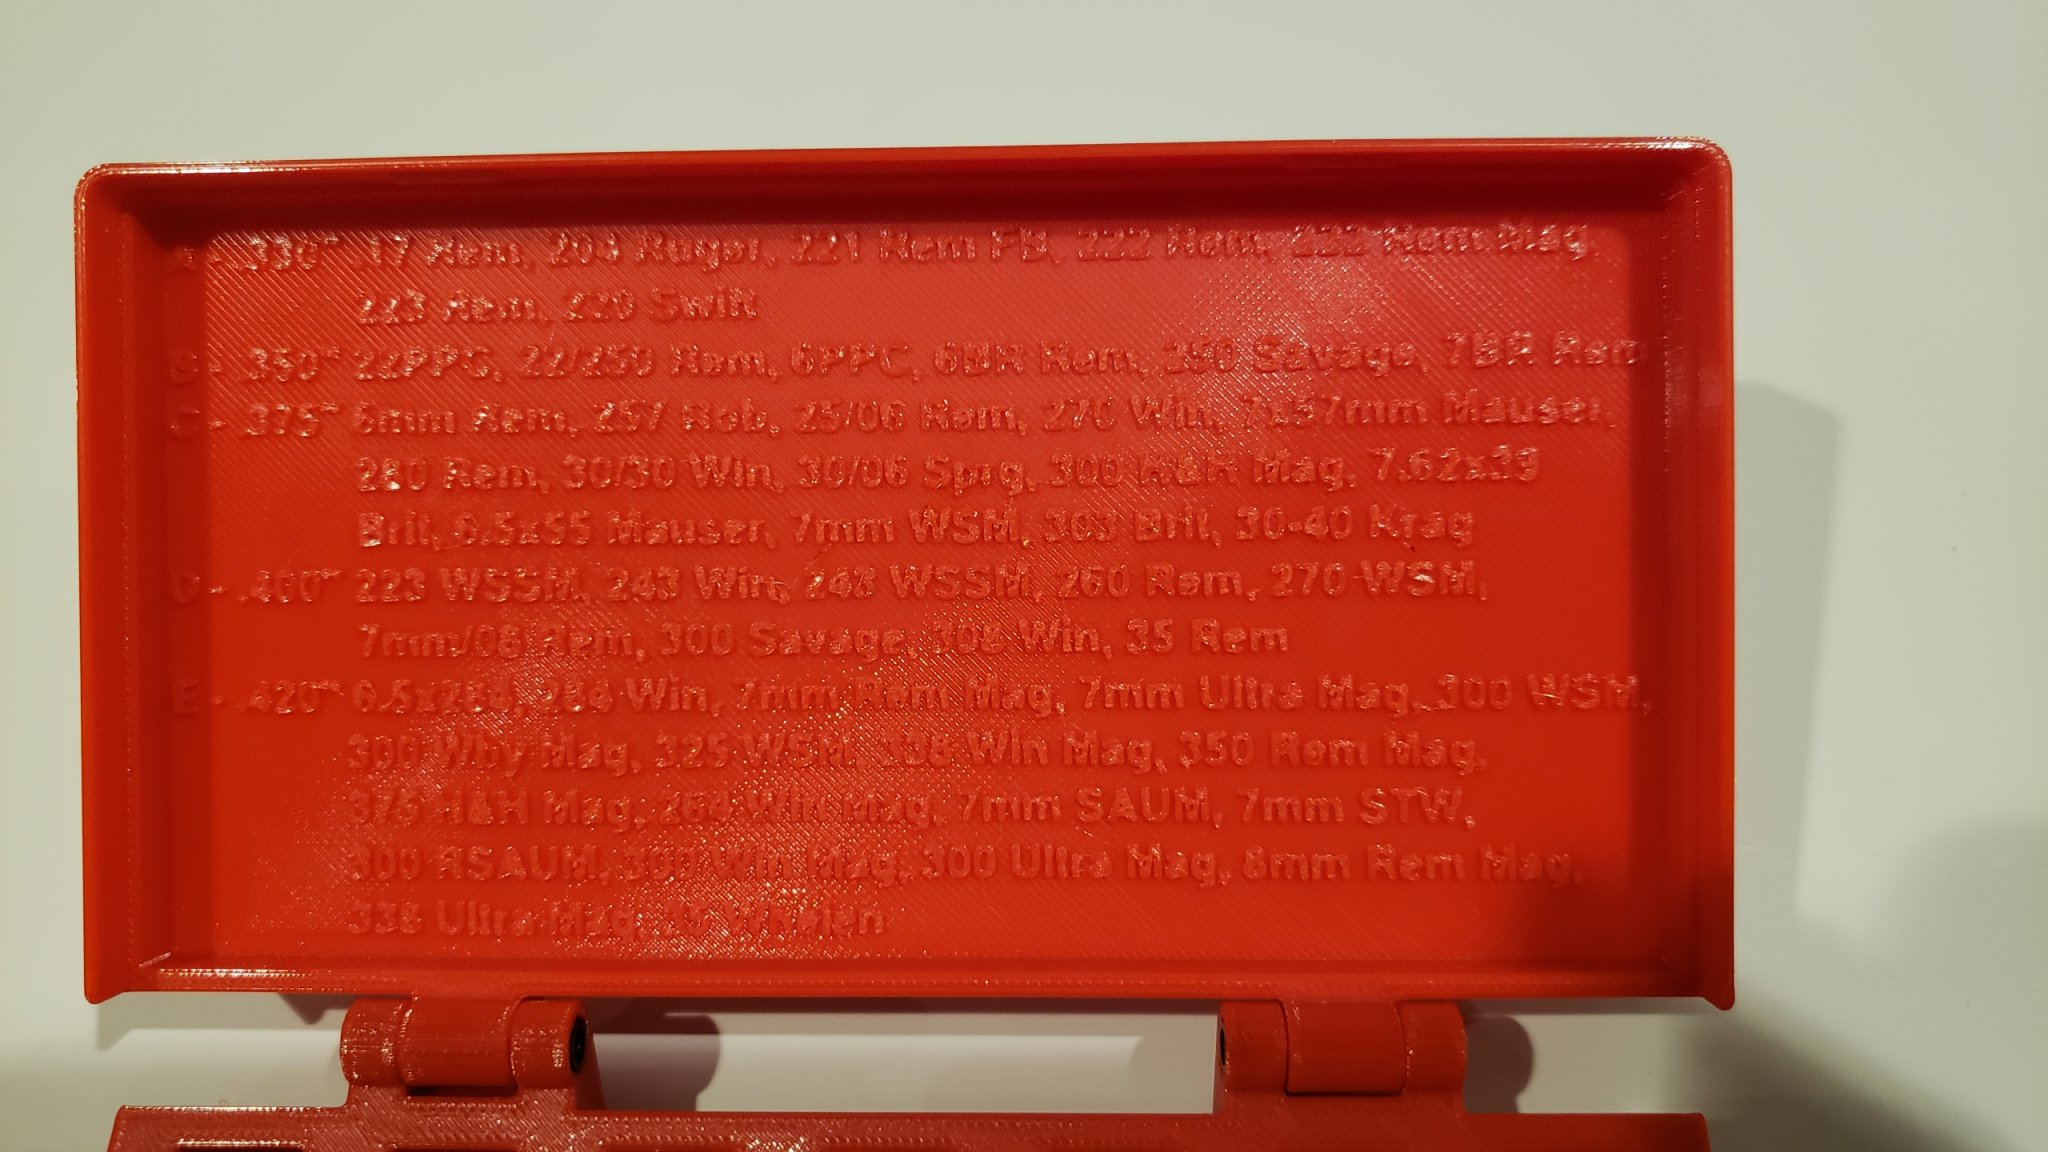 A - .330" .17 Rem, 204 Ruger, 221 Rem FB, 222 Rem, 222 Rem Mag,
223 Rem, 220 Swift
B - .350" 22PPC, 22/250 Rem, 6PPC, 6BR Rem, 250 Savage, 7BR Rem
C - .375" 6mm Rem, 257 Rob, 25/06 Rem, 270 Win, 7x57mm Mauser,
280 Rem, 30/30 Win, 30/06 Sprg, 300 H&H Mag, 7.62x39
Brit, 6.5x55 Mauser, 7mm WSM, 303 Brit, 30-40 Krag
D - .400" 223 WSSM, 243 Win, 243 WSSM, 260 Rem, 270 WSM,
7mm/08 Rem, 300 Savage, 308 Win, 35 Rem
E - .420" 6.5x284, 284 Win, 7mm Rem Mag, 7mm Ultra Mag, 300 WSM,
300 Wby Mag, 325 WSM, 338 Win Mag, 350 Rem Mag,
375 H&H Mag, 264 Win Mag, 7mm SAUM, 7mm STW,
300 RSAUM, 300 Win Mag, 300 Ultra Mag, 8mm Rem Mag,
338 Ultra Mag, 35 Whelen